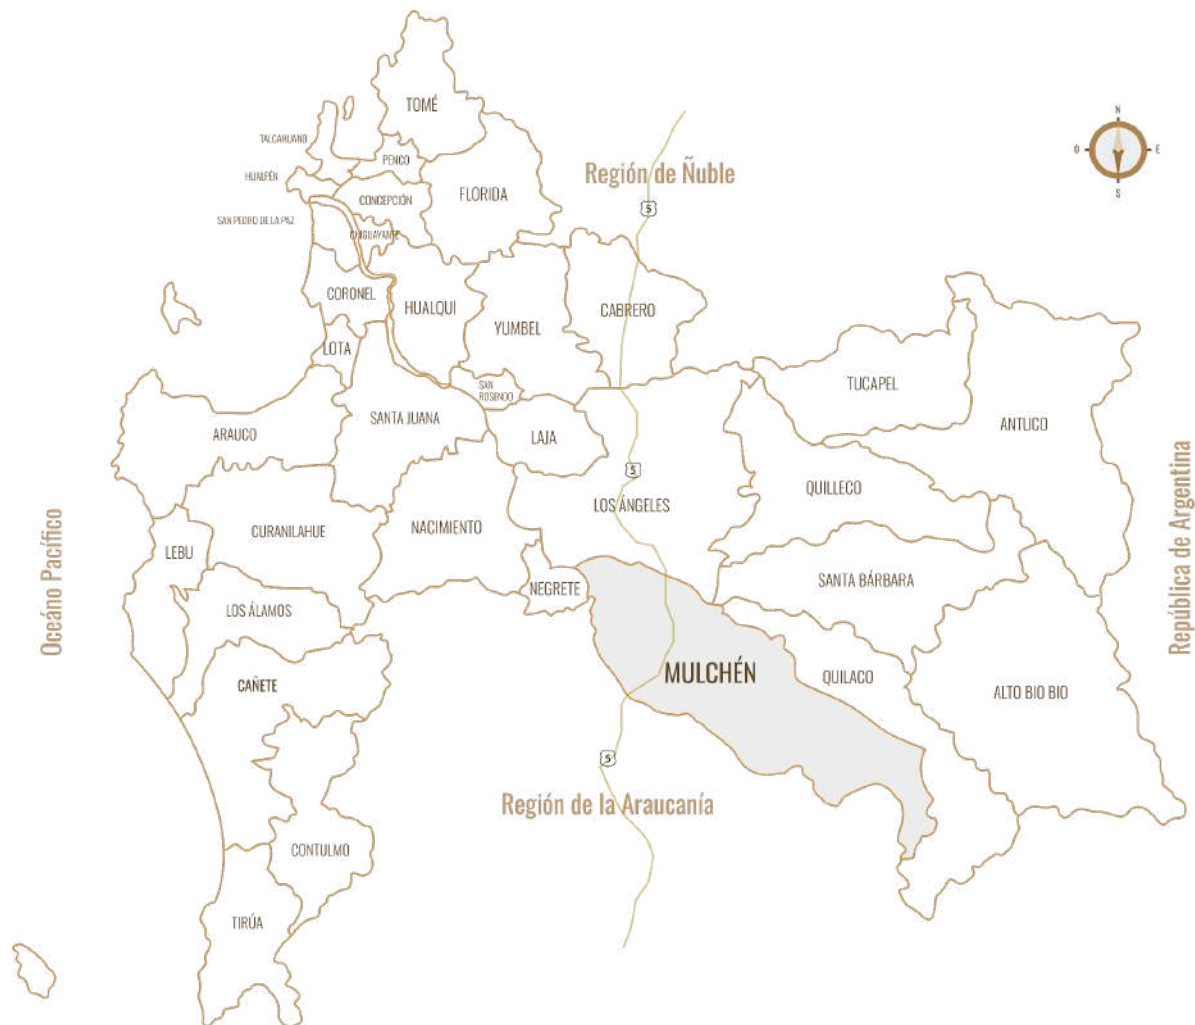 TOMÉ
N
TALCAHUANO
O
E
PENCO
Región de Ñuble
HUALPÉN
S
FLORIDA
CONCEPCIÓN
5
SAN PEDRO DE LA PAZ
CHIGUAYANTE
CORONEL
HUALQUI
CABRERO
YUMBEL
LOTA
TUCAPEL
SAN
ROSENDO
SANTA JUANA
ANTUCO
ARAUCO
LAJA
5
QUILLECO
LOS ÁNGELES
NACIMIENTO
CURANILAHUE
LEBU
Océano Pacífico
República de Argentina
SANTA BÁRBARA
NEGRETE
LOS ÁLAMOS
MULCHÉN
QUILACO
CAÑETE
ALTO BIO BIO
5
Región de la Araucanía
CONTULMO
TIRÚA